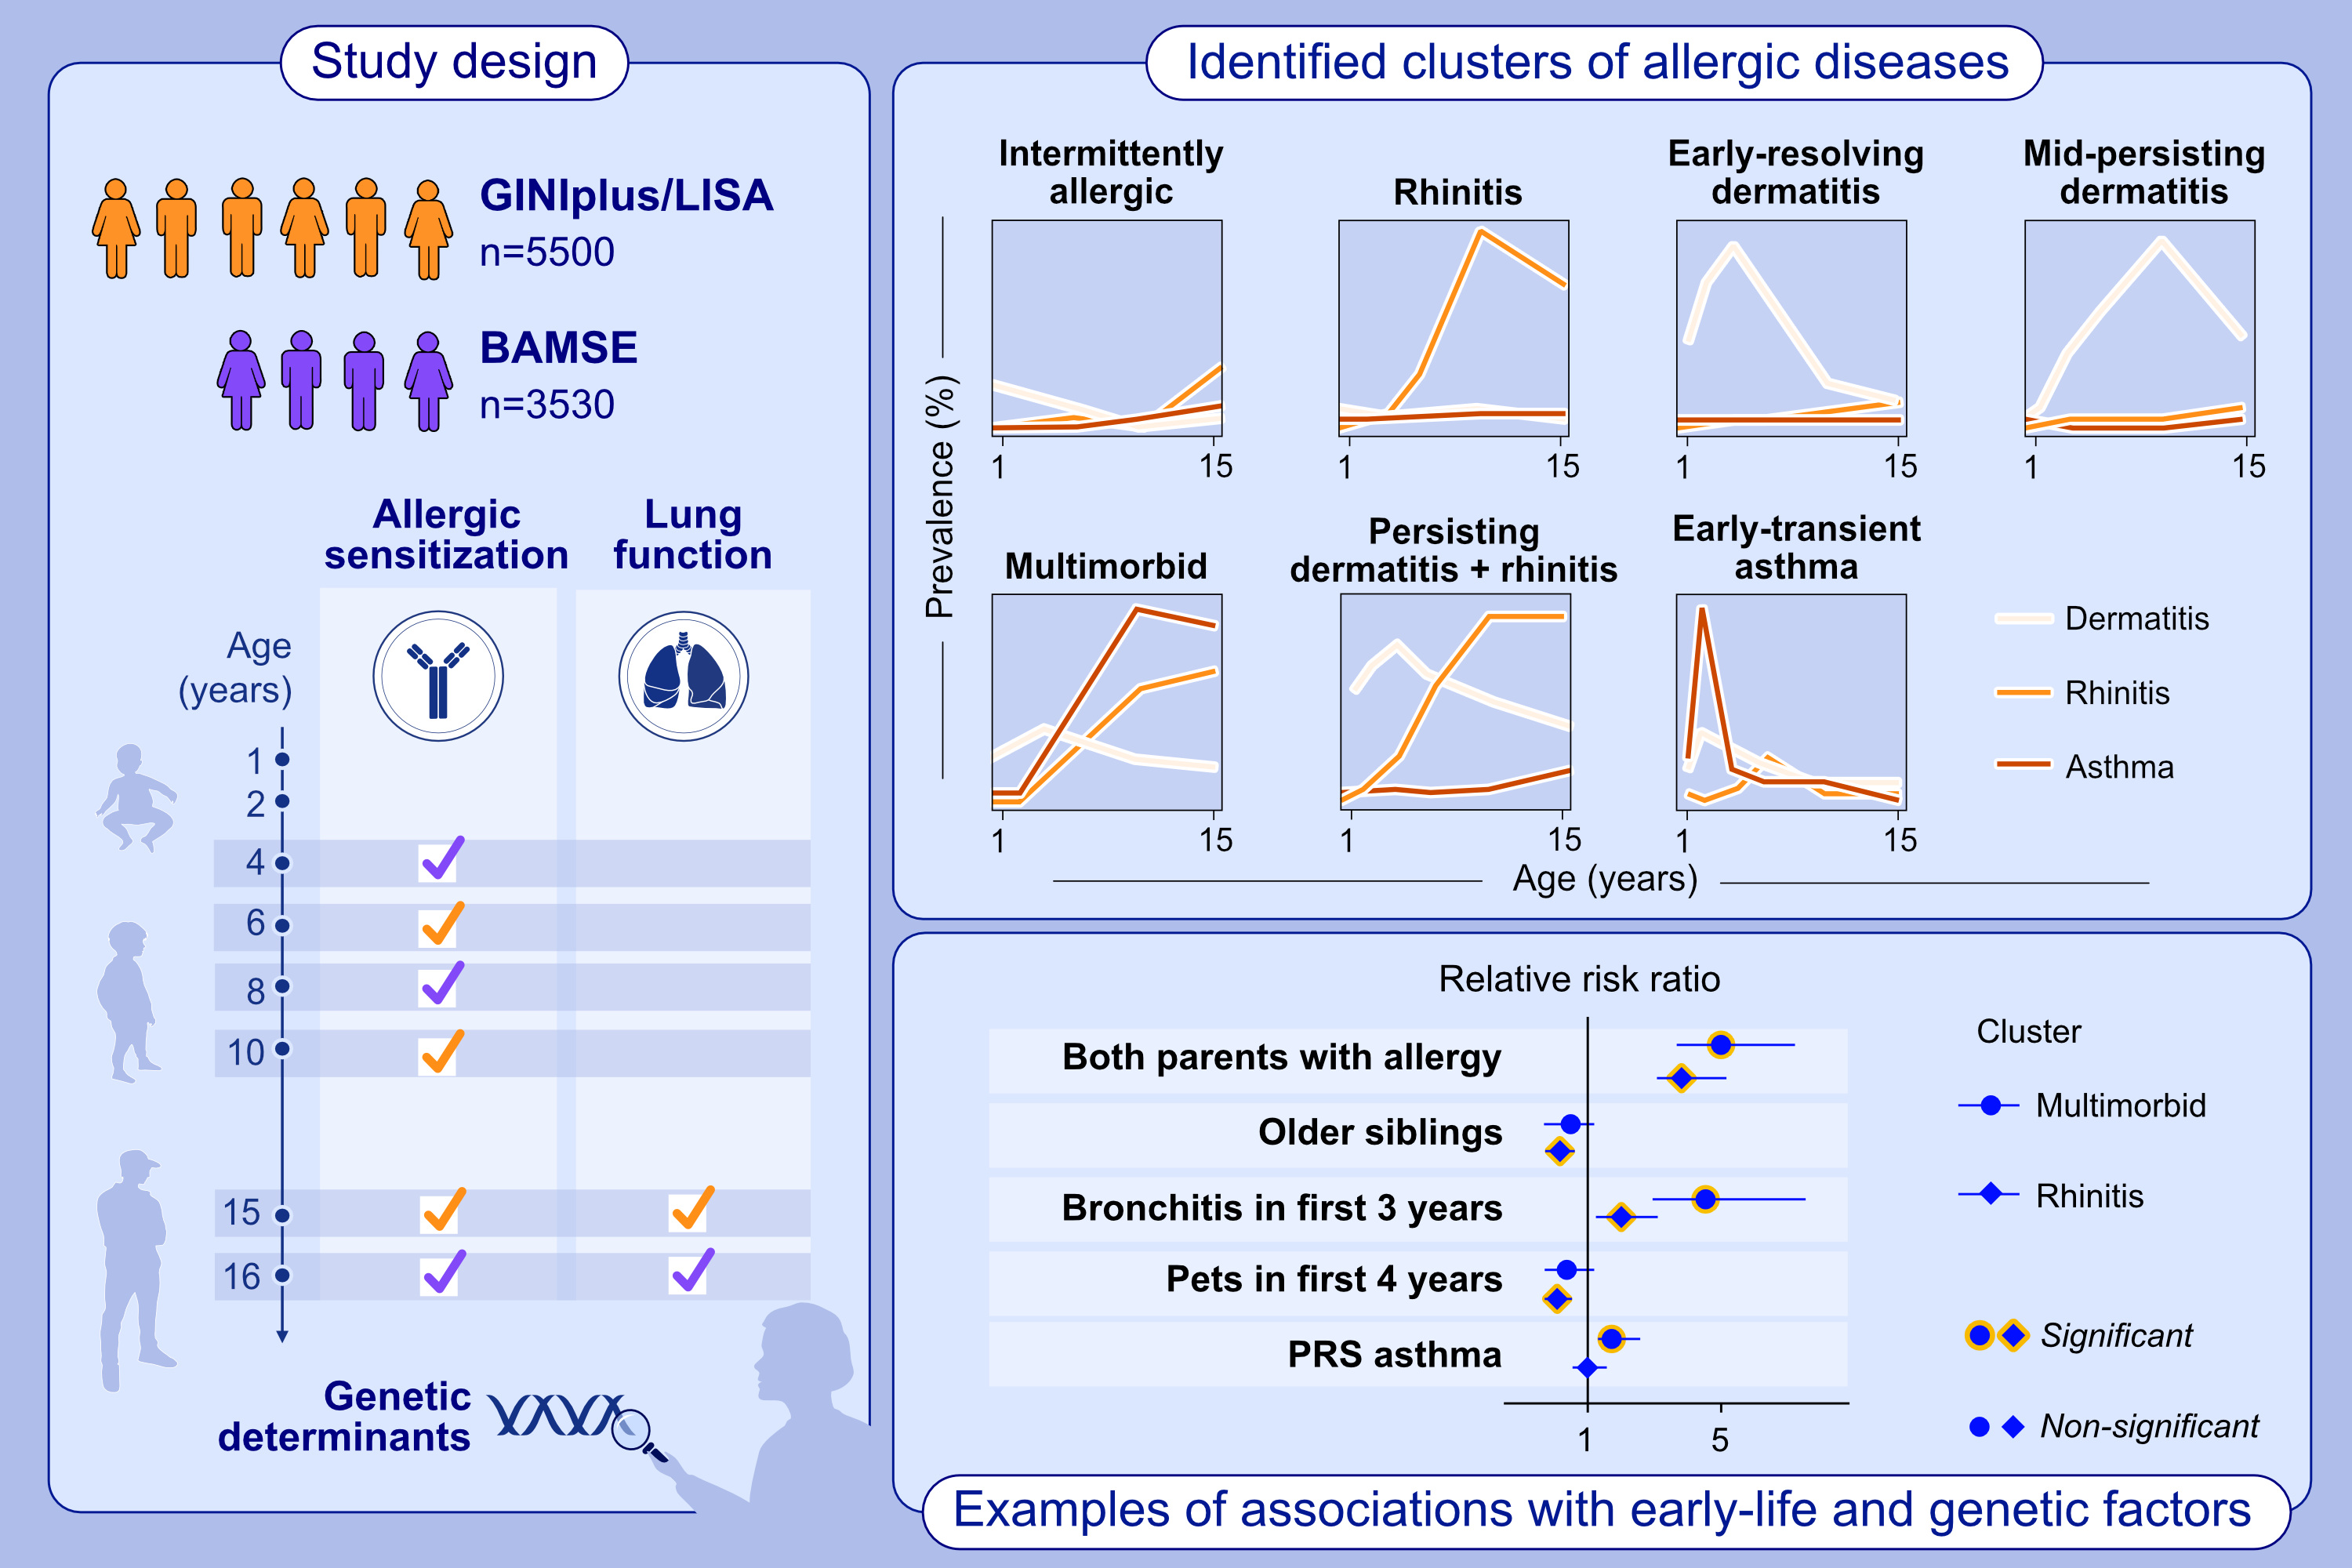 Study design
GINIplus/LISA
n=5500
BAMSE
n=3530
Allergic
sensitization
Lung
function
Age
(years)
1
2
4
6
8
10
15
16
Genetic
determinants
Identified clusters of allergic diseases
Prevalence (%)
Intermittently
allergic
1 15
Rhinitis
1 15
Early-resolving
dermatitis
1 15
Mid-persisting
dermatitis
1 15
Multimorbid
1 15
Persisting
dermatitis + rhinitis
1 15
Early-transient
asthma
1 15
Dermatitis
Rhinitis
Asthma
Age (years)
Relative risk ratio
Both parents with allergy
Older siblings
Bronchitis in first 3 years
Pets in first 4 years
PRS asthma
1 5
Cluster
Multimorbid
Rhinitis
Significant
Non-significant
Examples of associations with early-life and genetic factors